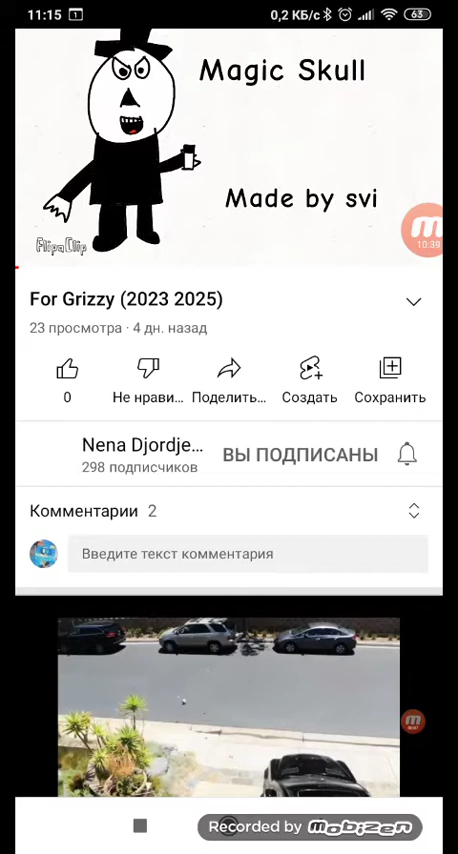 11:15 1 0,2 КБ/с 63
Magic Skull
Made by svi
FlipaClip
10:39
For Grizzy (2023 2025)
23 просмотра · 4 дн. назад
0 Не нрави... Поделить... Создать Сохранить
Nena Djordje...
298 подписчиков
ВЫ ПОДПИСАНЫ
Комментарии 2
Введите текст комментария
Recorded by mobizen